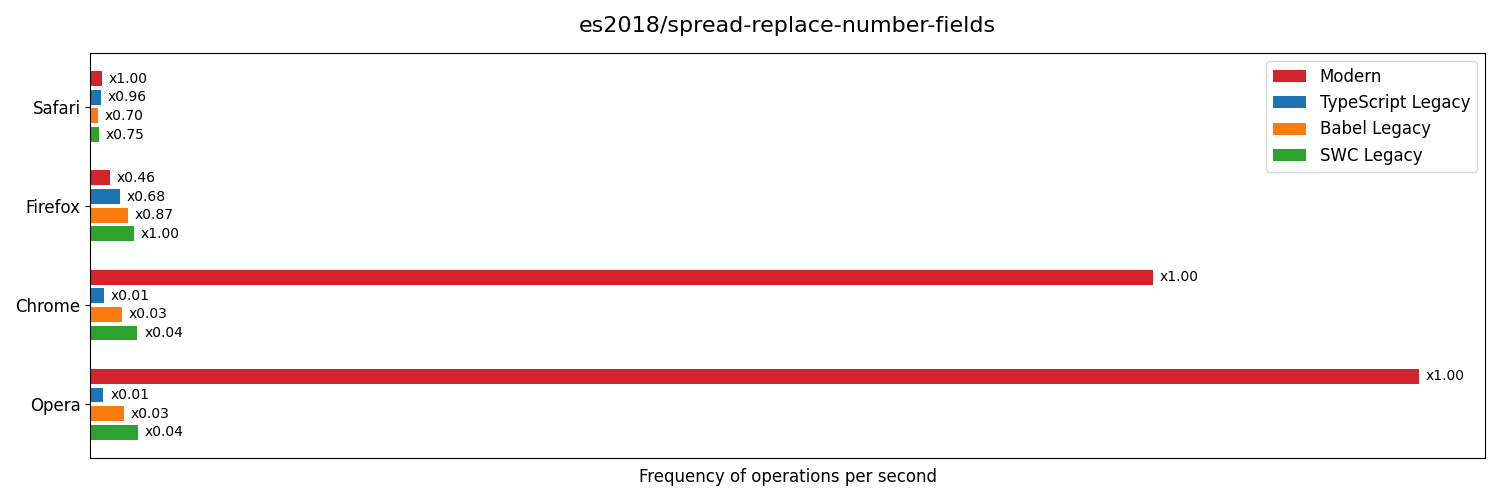 es2018/spread-replace-number-fields
Modern
TypeScript Legacy
Babel Legacy
SWC Legacy
Safari
x1.00
x0.96
x0.70
x0.75
Firefox
x0.46
x0.68
x0.87
x1.00
Chrome
x1.00
x0.01
x0.03
x0.04
Opera
x1.00
x0.01
x0.03
x0.04
Frequency of operations per second